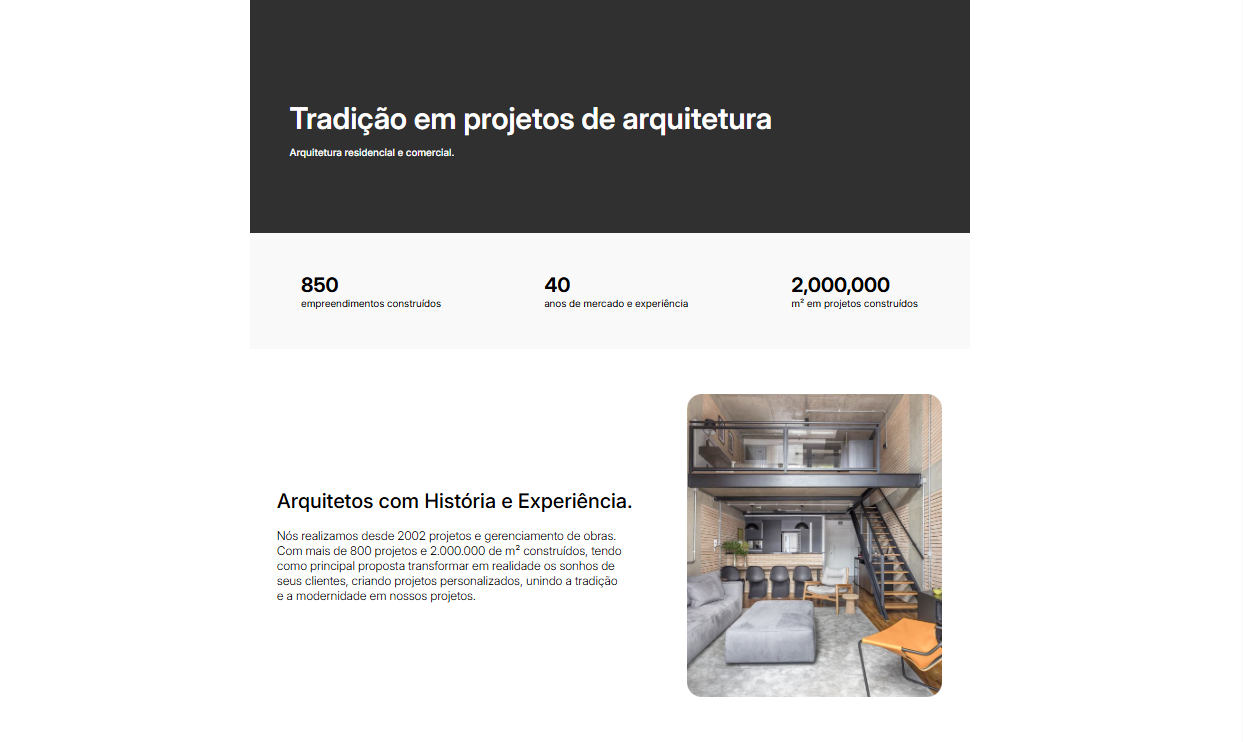 Tradição em projetos de arquitetura
Arquitetura residencial e comercial.
850
empreendimentos construídos
40
anos de mercado e experiência
2,000,000
m² em projetos construídos
Arquitetos com História e Experiência.
Nós realizamos desde 2002 projetos e gerenciamento de obras.
Com mais de 800 projetos e 2.000.000 de m² construídos, tendo
como principal proposta transformar em realidade os sonhos de
seus clientes, criando projetos personalizados, unindo a tradição
e a modernidade em nossos projetos.